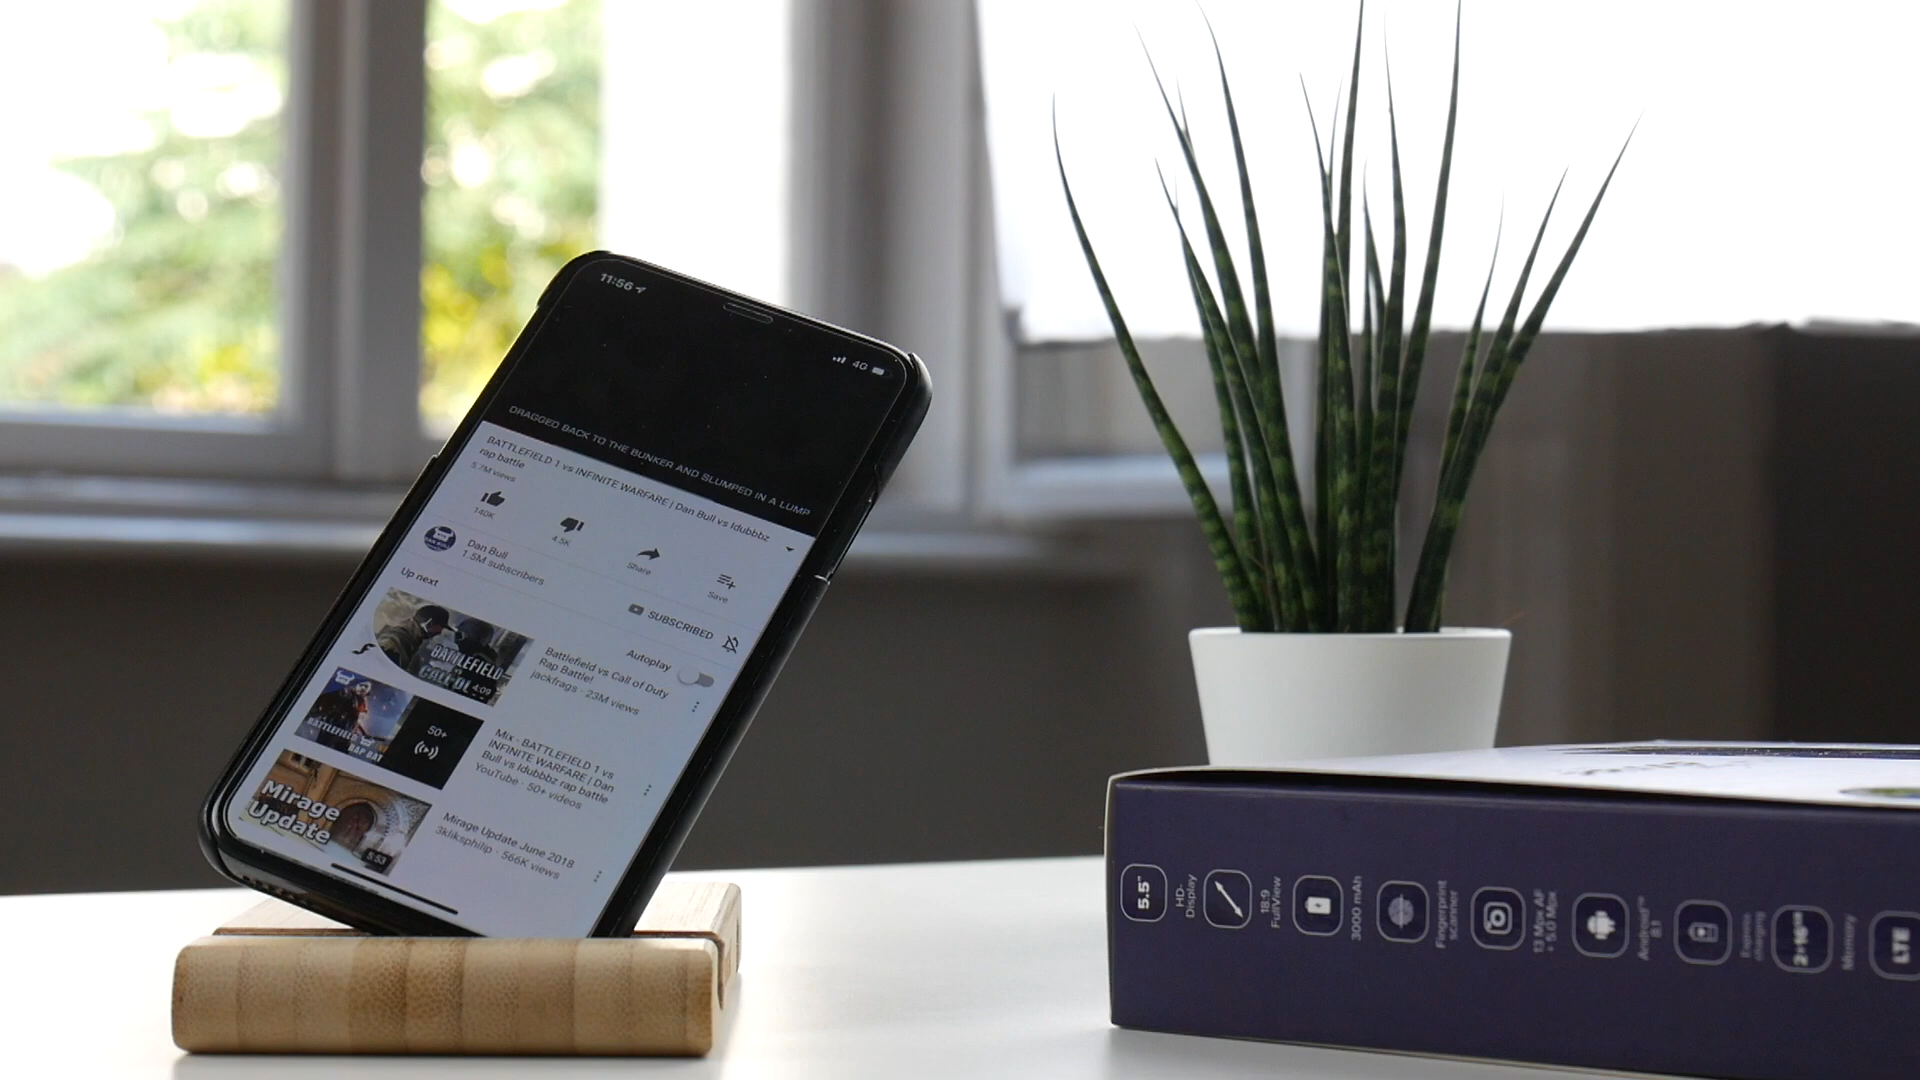 11:56
4G
DRAGGED BACK TO THE BUNKER AND SLUMPED IN A LUMP
BATTLEFIELD 1 vs INFINITE WARFARE | Dan Bull vs Idubbbz
rap battle
5.7M views
140K
4.5K
Share
Save
Dan Bull
1.5M subscribers
SUBSCRIBED
Up next
Autoplay
BATTLEFIELD
4:09
Battlefield vs Call of Duty
Rap Battle!
jackfrags · 23M views
BATTLEFIELD
RAP BAT
50+
Mix - BATTLEFIELD 1 vs
INFINITE WARFARE | Dan
Bull vs Idubbbz rap battle
YouTube · 50+ videos
Mirage
Update
5:53
Mirage Update June 2018
3kliksphilip · 566K views
5.5"
HD-
Display
18:9
FullView
3000 mAh
Fingerprint
scanner
13 Mpx AF
+ 5.0 Mpx
Android™
8.1
Memory
LTE